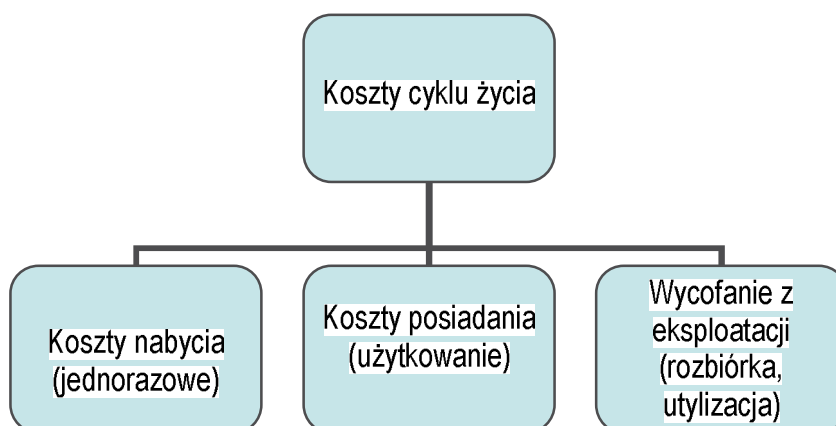 Koszty cyklu życia
Koszty nabycia
(jednorazowe)
Koszty posiadania
(użytkowanie)
Wycofanie z
eksploatacji
(rozbiórka,
utylizacja)